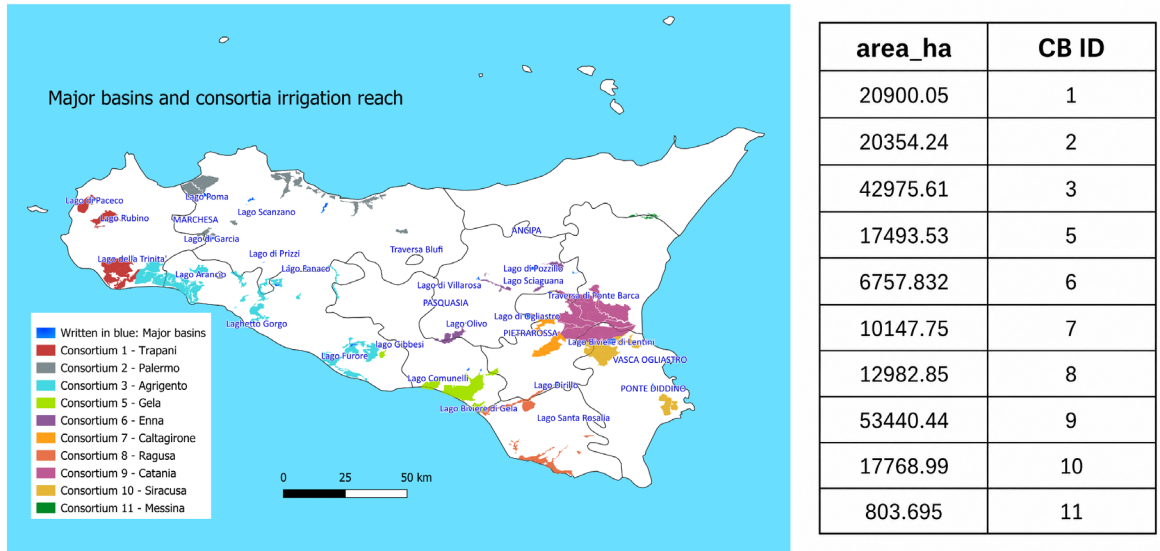 Major basins and consortia irrigation reach
Lago di Paceco
Lago Rubino
Lago Poma
MARCHESA
Lago Scanzano
Lago di Garcia
Lago della Trinita'
Lago Arancio
Lago di Prizzi
Lago Fanaco
Laghetto Gorgo
Traversa Blufi
ANCIPA
Lago di Pozzillo
Lago Sciaguana
Lago di Villarosa
PASQUASIA
Traversa di Ponte Barca
Lago di Ogliastro
Lago Olivo
PIETRAROSSA
Lago Biviere di Lentini
lago Gibbesi
Lago Furore
VASCA OGLIASTRO
Lago Comunelli
Lago Dirillo
PONTE DIDDINO
Lago Biviere di Gela
Lago Santa Rosalia
Written in blue: Major basins
Consortium 1 - Trapani
Consortium 2 - Palermo
Consortium 3 - Agrigento
Consortium 5 - Gela
Consortium 6 - Enna
Consortium 7 - Caltagirone
Consortium 8 - Ragusa
Consortium 9 - Catania
Consortium 10 - Siracusa
Consortium 11 - Messina
0 25 50 km
area_ha CB ID
20900.05 1
20354.24 2
42975.61 3
17493.53 5
6757.832 6
10147.75 7
12982.85 8
53440.44 9
17768.99 10
803.695 11